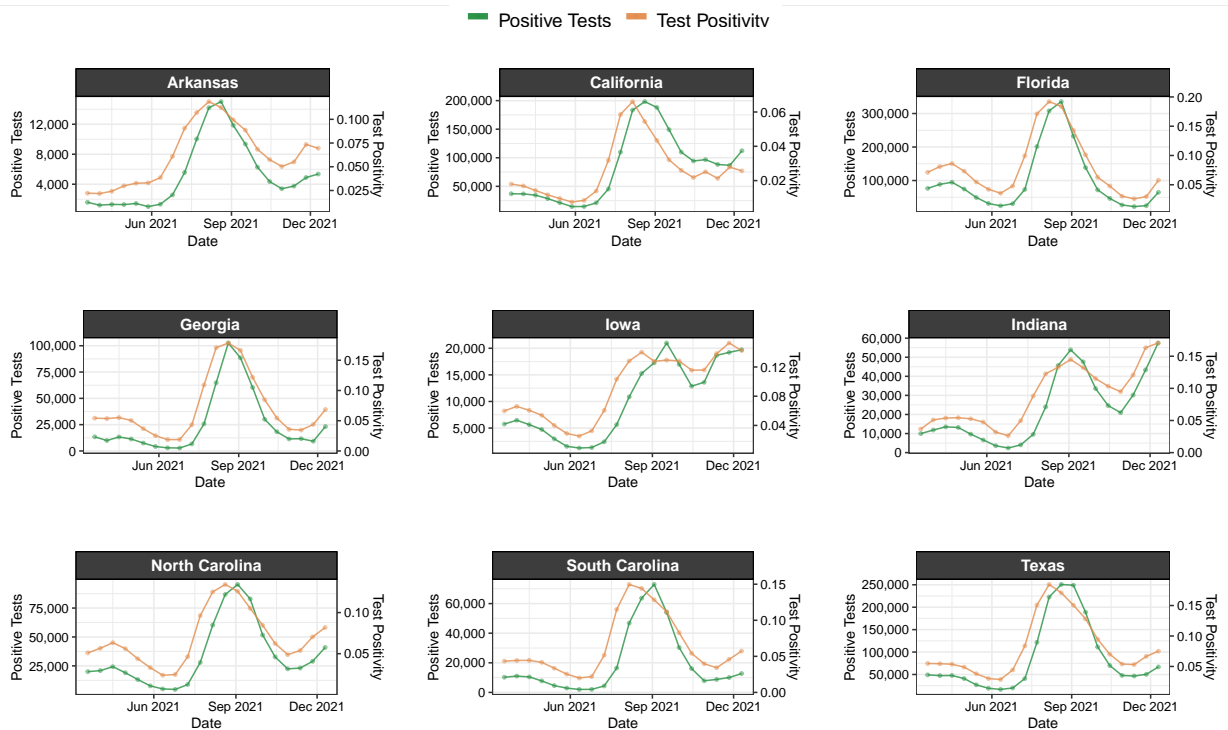 Positive Tests Test Positivity
Arkansas
Positive Tests
12,000
8,000
4,000
0.100
0.075
0.050
0.025
Test Positivity
Jun 2021 Sep 2021 Dec 2021
Date
California
Positive Tests
200,000
150,000
100,000
50,000
0.06
0.04
0.02
Test Positivity
Jun 2021 Sep 2021 Dec 2021
Date
Florida
Positive Tests
300,000
200,000
100,000
0.20
0.15
0.10
0.05
Test Positivity
Jun 2021 Sep 2021 Dec 2021
Date
Georgia
Positive Tests
100,000
75,000
50,000
25,000
0
0.15
0.10
0.05
0.00
Test Positivity
Jun 2021 Sep 2021 Dec 2021
Date
Iowa
Positive Tests
20,000
15,000
10,000
5,000
0.12
0.08
0.04
Test Positivity
Jun 2021 Sep 2021 Dec 2021
Date
Indiana
Positive Tests
60,000
50,000
40,000
30,000
20,000
10,000
0
0.15
0.10
0.05
0.00
Test Positivity
Jun 2021 Sep 2021 Dec 2021
Date
North Carolina
Positive Tests
75,000
50,000
25,000
0.10
0.05
Test Positivity
Jun 2021 Sep 2021 Dec 2021
Date
South Carolina
Positive Tests
60,000
40,000
20,000
0
0.15
0.10
0.05
0.00
Test Positivity
Jun 2021 Sep 2021 Dec 2021
Date
Texas
Positive Tests
250,000
200,000
150,000
100,000
50,000
0.15
0.10
0.05
Test Positivity
Jun 2021 Sep 2021 Dec 2021
Date